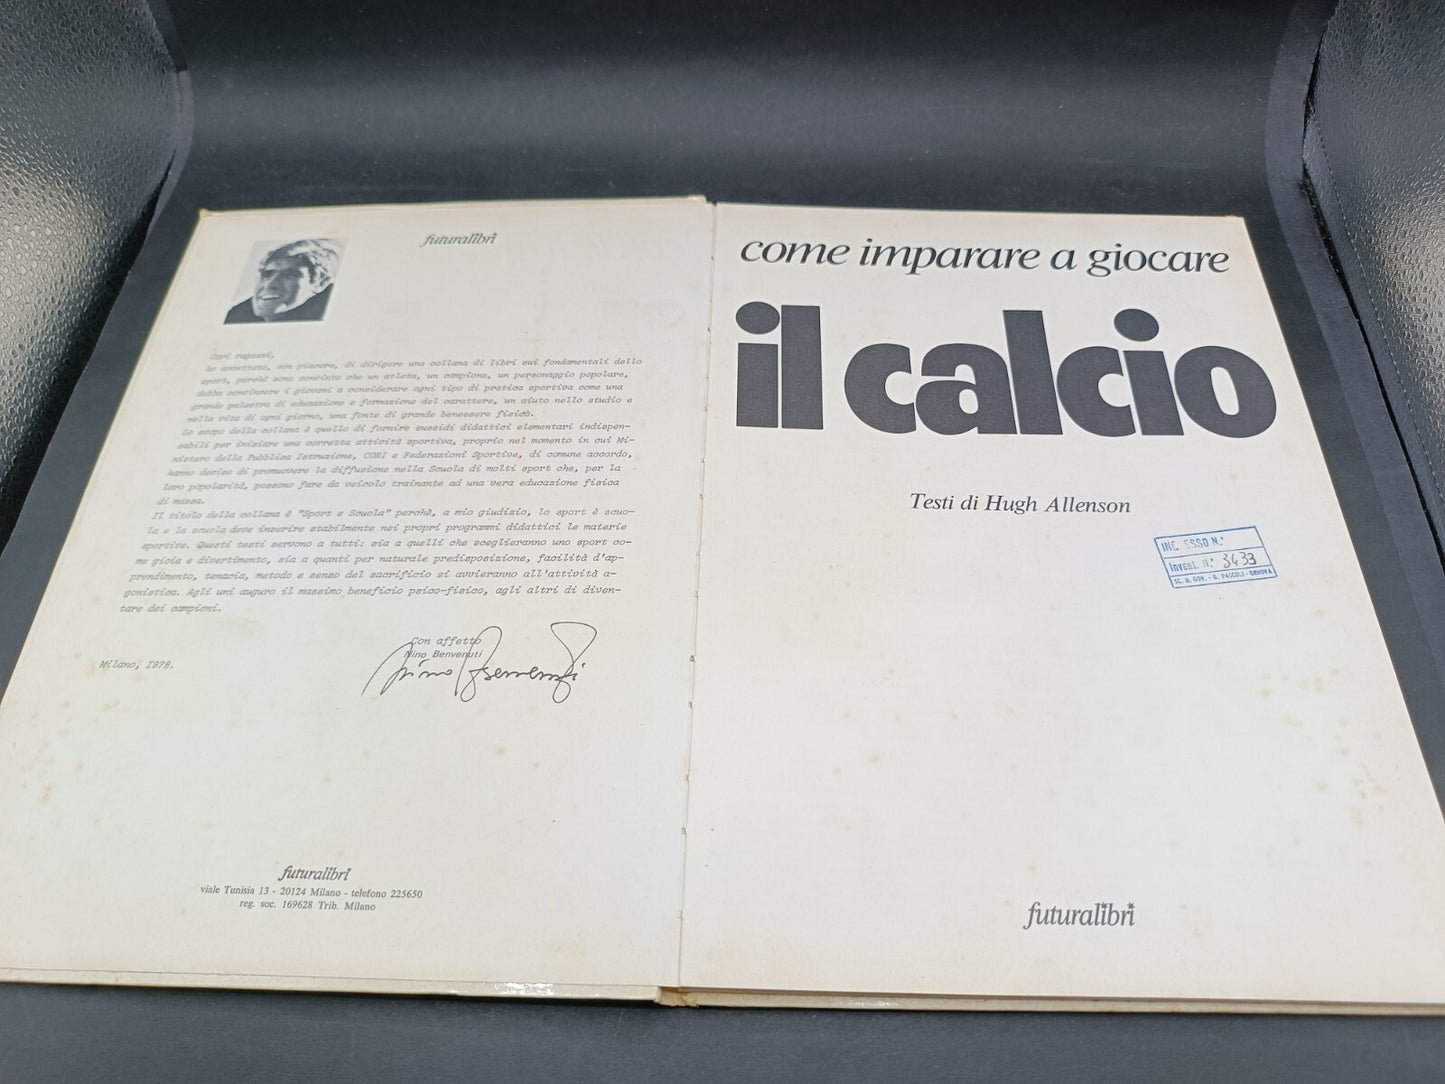 futuralibri
Cari ragazzi,
ho accettato, con piacere, di dirigere una collana di libri sui fondamentali dello
sport, perchè sono convinto che un atleta, un campione, un personaggio popolare,
debba convincere i giovani a considerare ogni tipo di pratica sportiva come una
grande palestra di educazione e formazione del carattere, un aiuto nello studio e
nella vita di ogni giorno, una fonte di grande benessere fisico.
Lo scopo della collana è quello di fornire sussidi didattici elementari indispen-
sabili per iniziare una corretta attività sportiva, proprio nel momento in cui Mi-
nistero della Pubblica Istruzione, CONI e Federazioni Sportive, di comune accordo,
hanno deciso di promuovere la diffusione nella Scuola di molti sport che, per la
loro popolarità, possono fare da veicolo trainante ad una vera educazione fisica
di massa.
Il titolo della collana è "Sport e Scuola" perchè, a mio giudizio, lo sport è scuo-
la e la scuola deve inserire stabilmente nei propri programmi didattici le materie
sportive. Questi testi servono a tutti: sia a quelli che sceglieranno uno sport co-
me gioia e divertimento, sia a quanti per naturale predisposizione, facilità d'ap-
prendimento, tenacia, metodo e senso del sacrificio si avvieranno all'attività a-
gonistica. Agli uni auguro il massimo beneficio psico-fisico, agli altri di diven-
tare dei campioni.
Con affetto
Nino Benvenuti
Nino Benvenuti
Milano, 1978.
futuralibri
viale Tunisia 13 - 20124 Milano - telefono 225650
reg. soc. 169628 Trib. Milano
come imparare a giocare
il calcio
Testi di Hugh Allenson
ESSO N.°
Invent. N.° 3433
SC. M. GOV. - G. PASCOLI - GENOVA
futuralibri